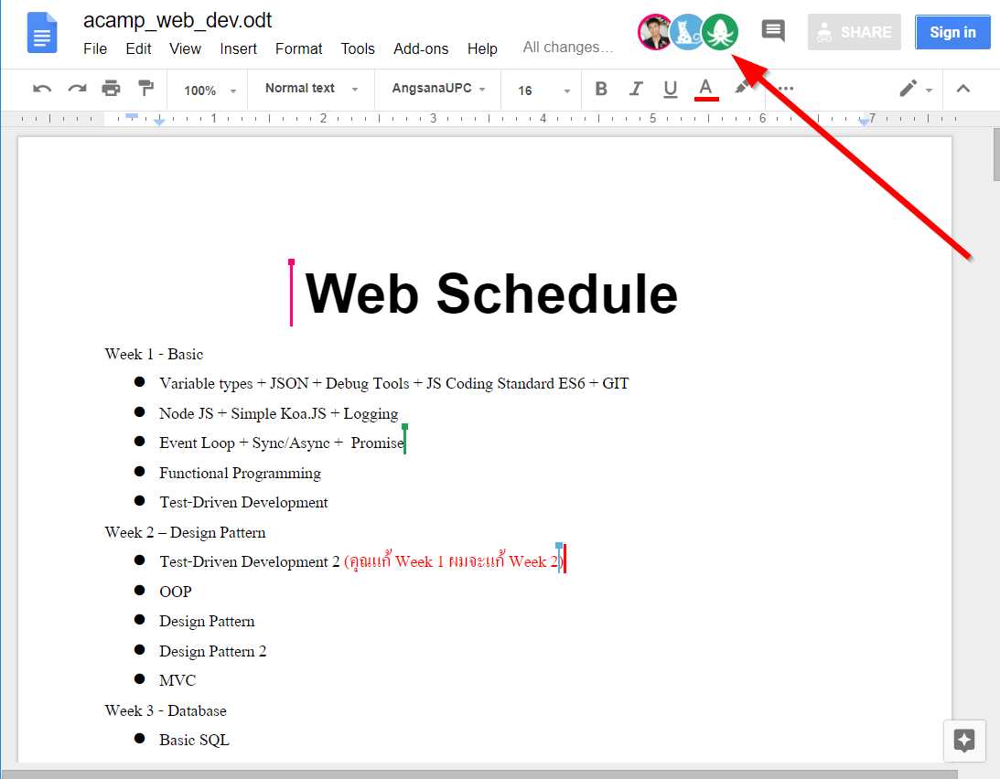 acamp_web_dev.odt
File Edit View Insert Format Tools Add-ons Help All changes...
SHARE
Sign in
100% Normal text AngsanaUPC 16 B I U A
1 2 3 4 5 6 7
Web Schedule
Week 1 - Basic
● Variable types + JSON + Debug Tools + JS Coding Standard ES6 + GIT
● Node JS + Simple Koa.JS + Logging
● Event Loop + Sync/Async + Promise
● Functional Programming
● Test-Driven Development
Week 2 – Design Pattern
● Test-Driven Development 2 (คุณแก้ Week 1 ผมจะแก้ Week 2)
● OOP
● Design Pattern
● Design Pattern 2
● MVC
Week 3 - Database
● Basic SQL